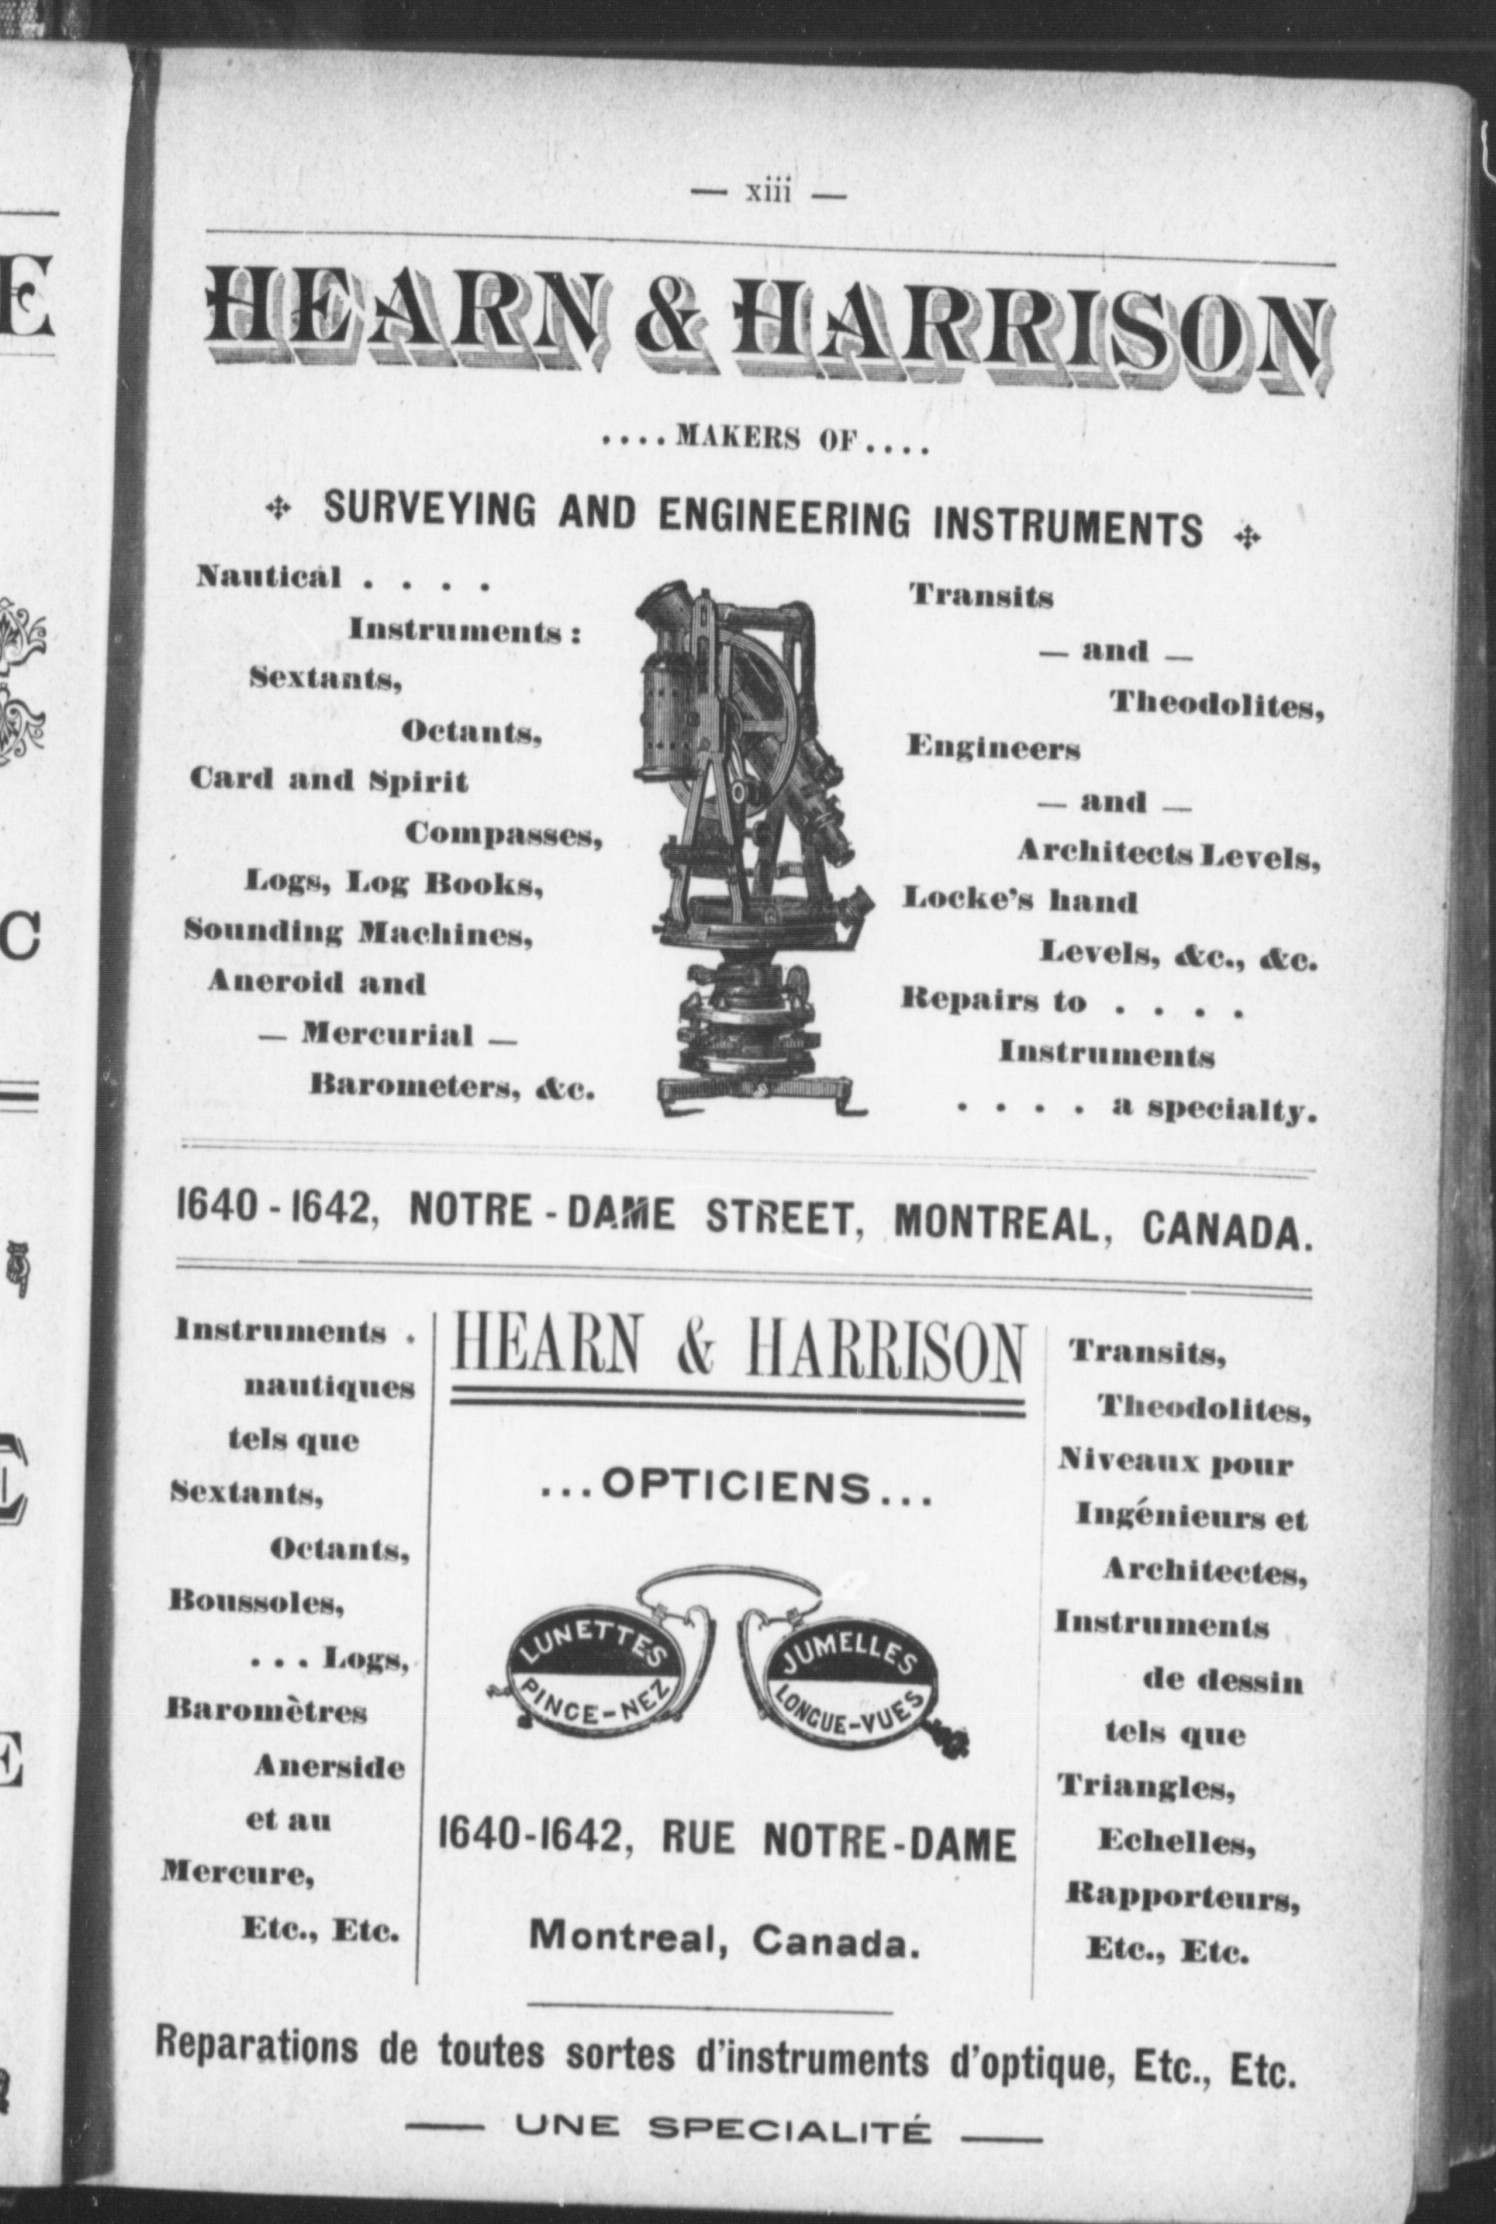 — xiii —
HEARN & HARRISON
....MAKERS OF....
SURVEYING AND ENGINEERING INSTRUMENTS
Nautical . . . .
Instruments :
Sextants,
Octants,
Card and Spirit
Compasses,
Logs, Log Books,
Sounding Machines,
Aneroid and
— Mercurial —
Barometers, &c.
Transits
— and —
Theodolites,
Engineers
— and —
Architects Levels,
Locke's hand
Levels, &c., &c.
Repairs to . . . .
Instruments
. . . . a specialty.
1640 - 1642, NOTRE - DAME STREET, MONTREAL, CANADA.
Instruments .
nautiques
tels que
Sextants,
Octants,
Boussoles,
... Logs,
Baromètres
Anerside
et au
Mercure,
Etc., Etc.
HEARN & HARRISON
...OPTICIENS...
LUNETTES
PINCE-NEZ
JUMELLES
LONGUE-VUES
1640-1642, RUE NOTRE-DAME
Montreal, Canada.
Transits,
Theodolites,
Niveaux pour
Ingénieurs et
Architectes,
Instruments
de dessin
tels que
Triangles,
Echelles,
Rapporteurs,
Etc., Etc.
Reparations de toutes sortes d'instruments d'optique, Etc., Etc.
— UNE SPECIALITÉ —